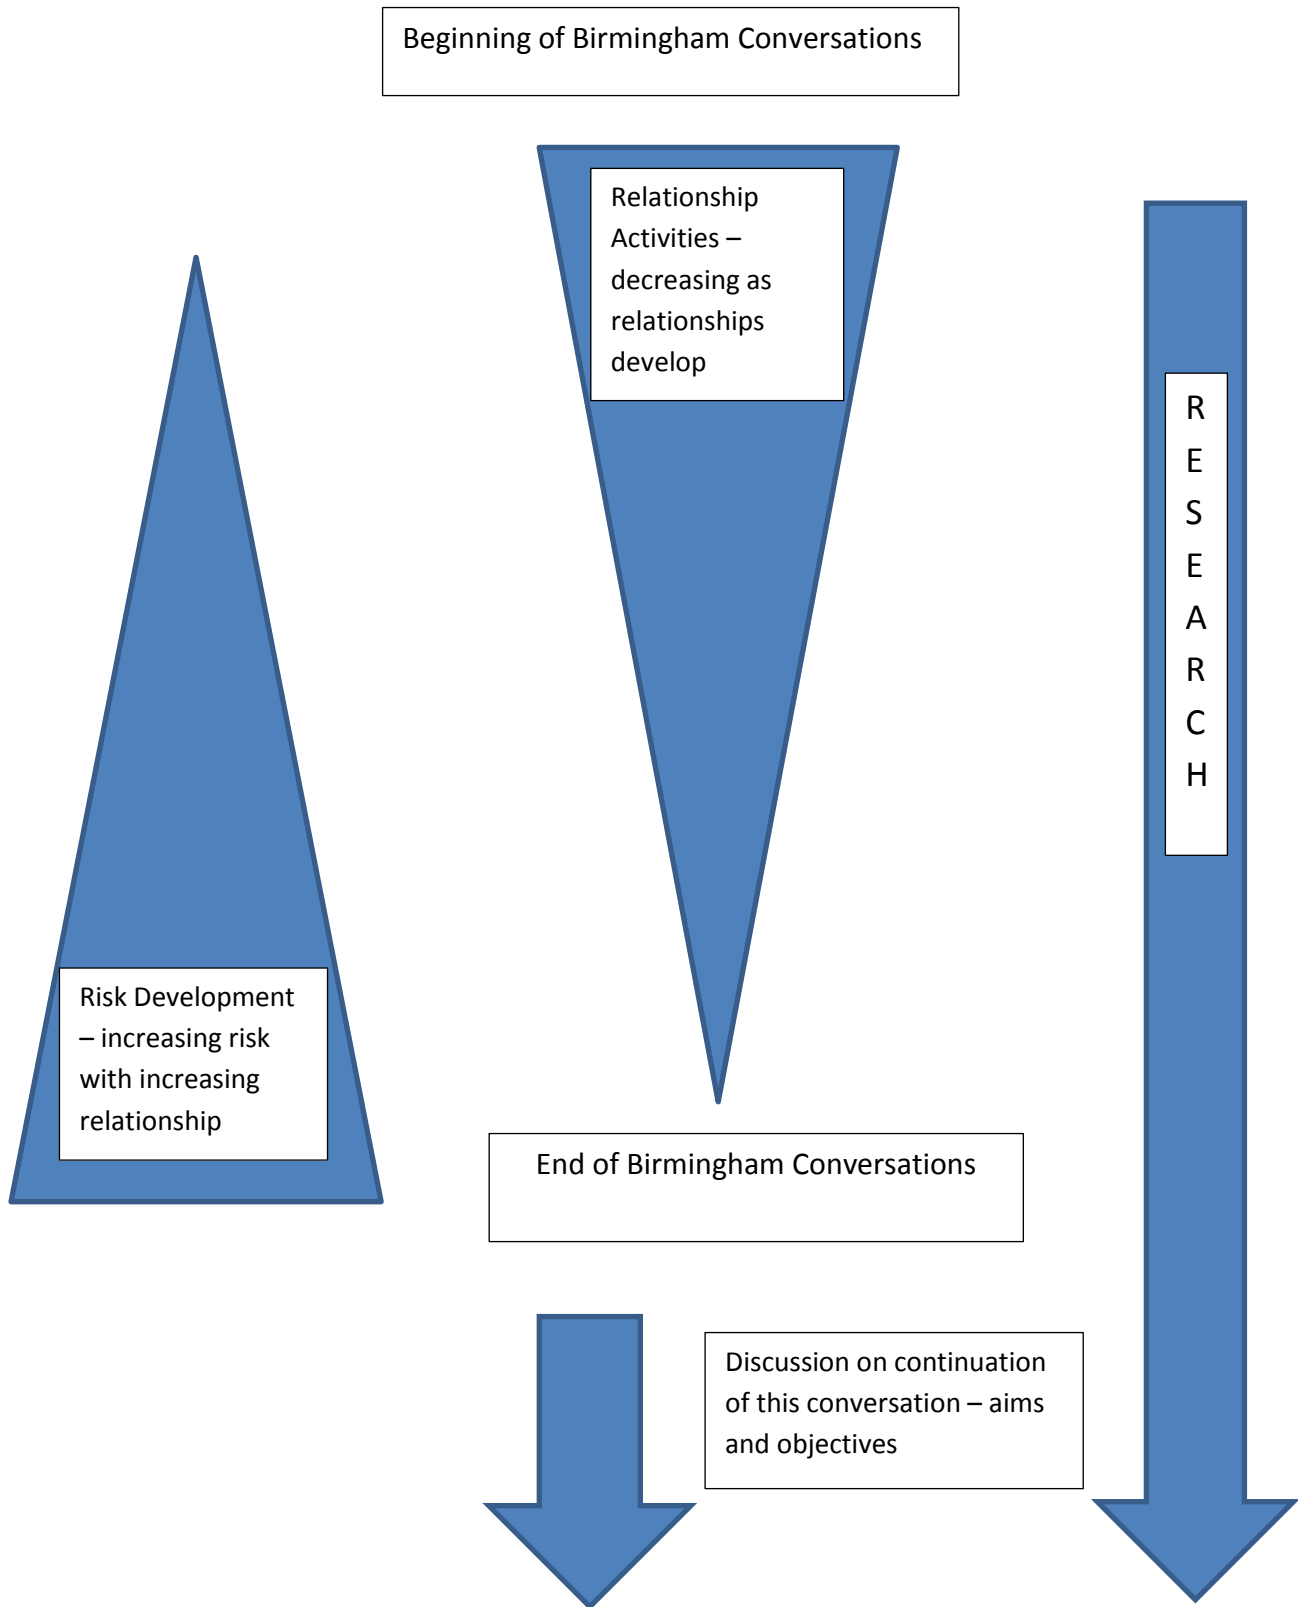 Beginning of Birmingham Conversations
Relationship
Activities –
decreasing as
relationships
develop
R
E
S
E
A
R
C
H
Risk Development
– increasing risk
with increasing
relationship
End of Birmingham Conversations
Discussion on continuation
of this conversation – aims
and objectives